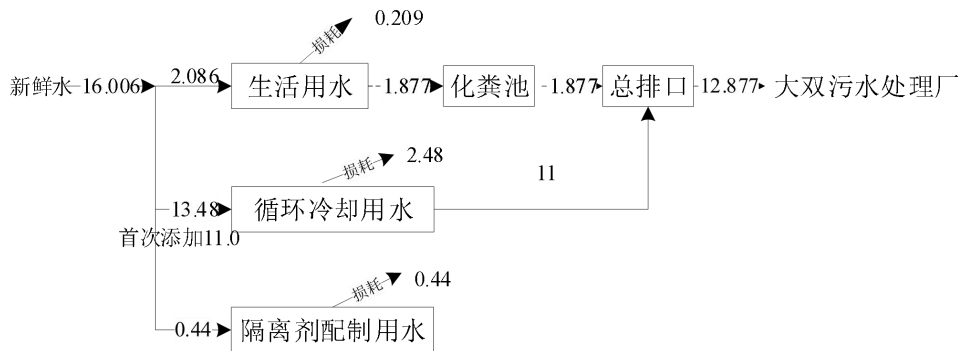 损耗 0.209
新鲜水 16.006 2.086 生活用水 1.877 化粪池 1.877 总排口 12.877 大双污水处理厂
损耗 2.48
11
13.48 循环冷却用水
首次添加11.0
损耗 0.44
0.44 隔离剂配制用水